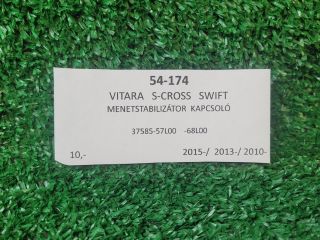 54-174
VITARA S-CROSS SWIFT
MENETSTABILIZÁTOR KAPCSOLÓ
37585-57L00 -68L00
10,- 2015-/ 2013-/ 2010-